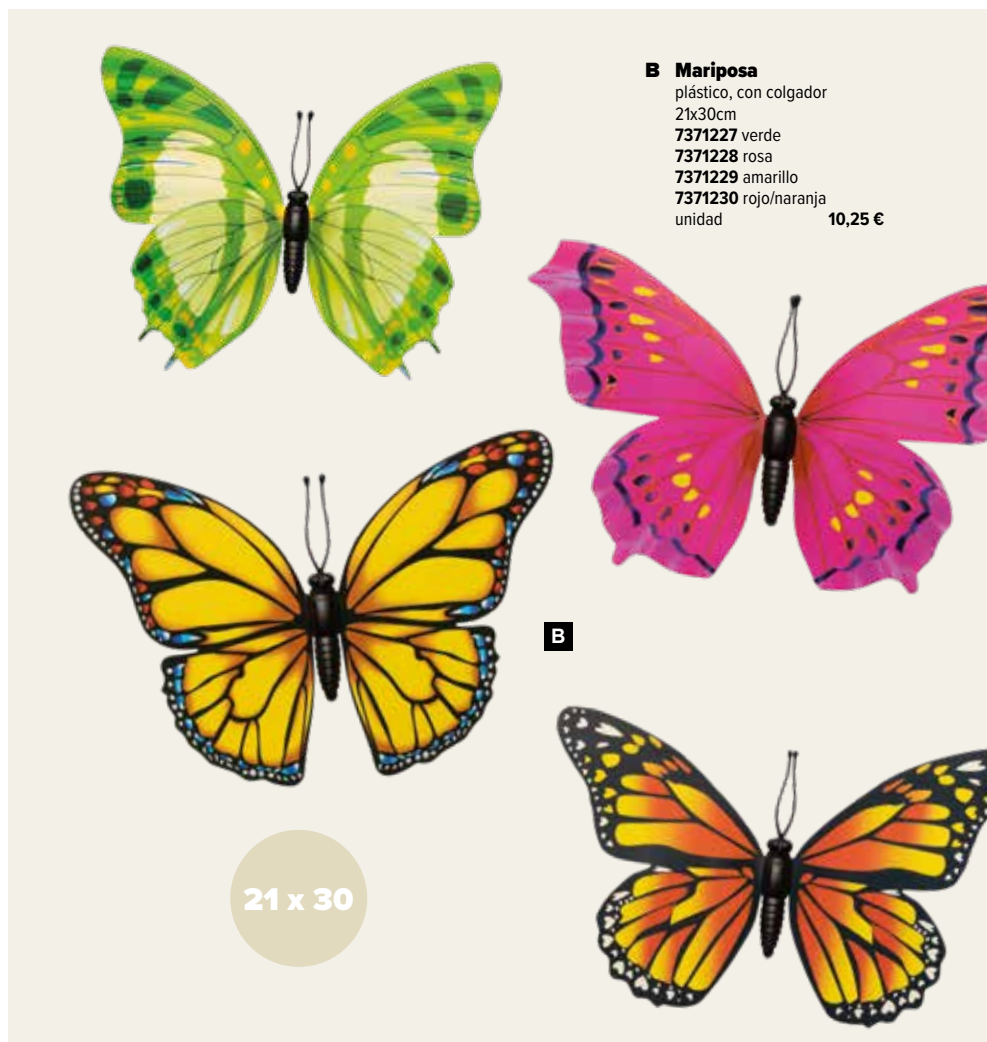 B Mariposa
plástico, con colgador
21x30cm
7371227 verde
7371228 rosa
7371229 amarillo
7371230 rojo/naranja
unidad 10,25 €
B
21 x 30